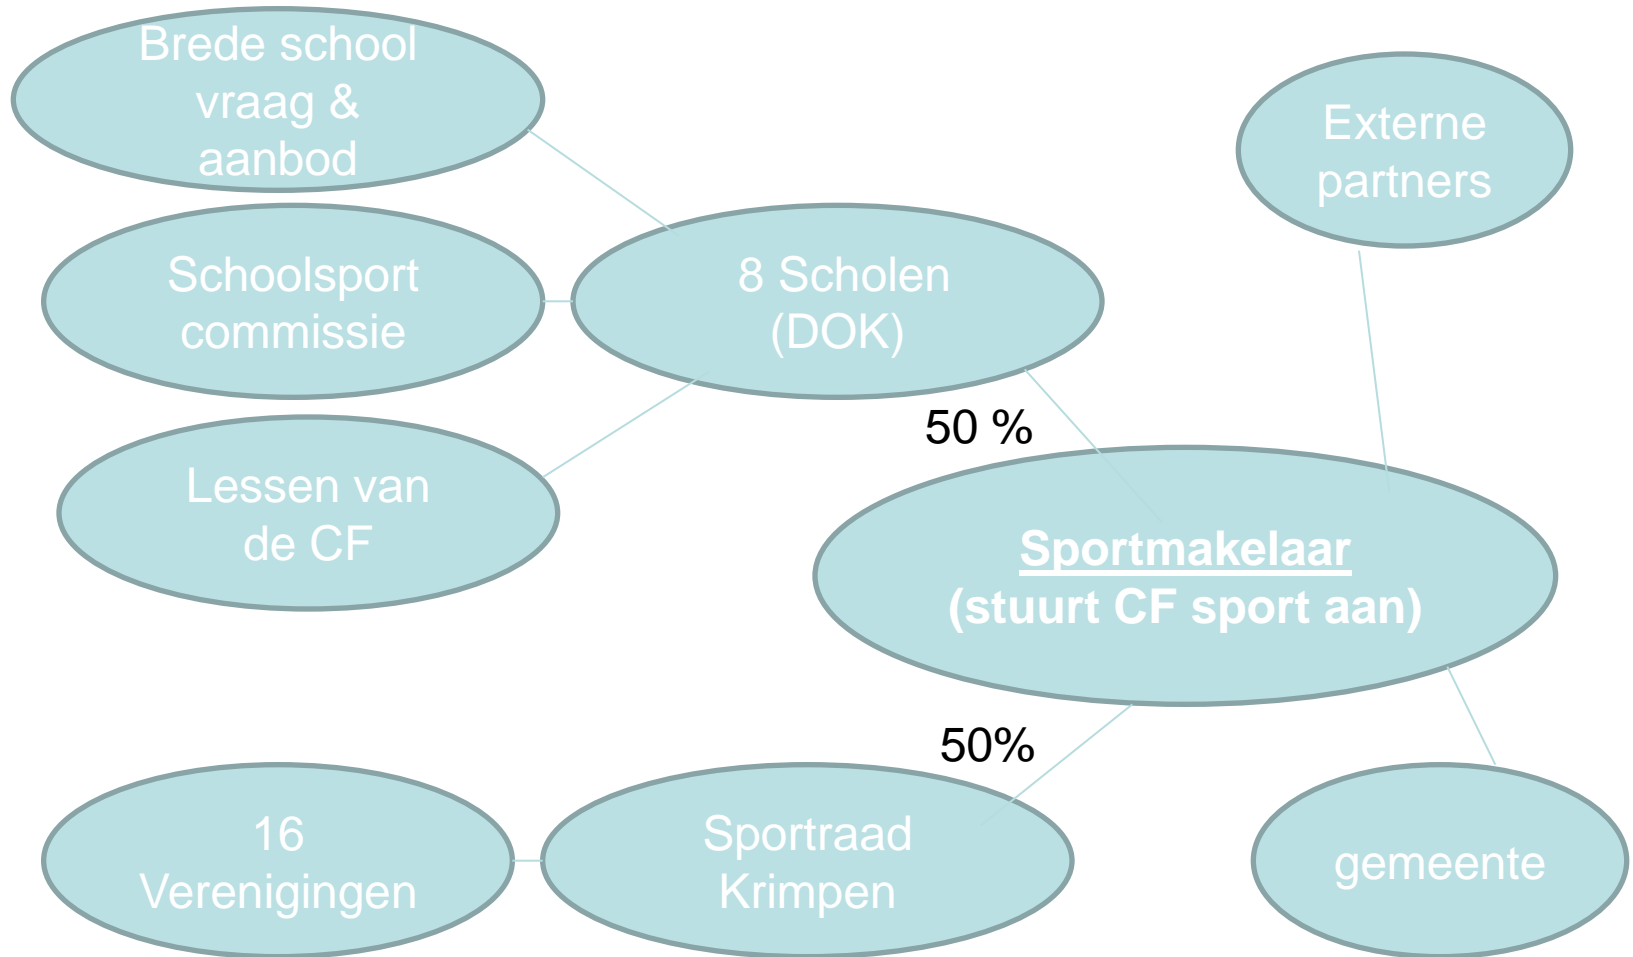 Brede school
vraag &
aanbod
Externe
partners
Schoolsport
commissie
8 Scholen
(DOK)
50 %
Lessen van
de CF
Sportmakelaar
(stuurt CF sport aan)
50%
16
Verenigingen
Sportraad
Krimpen
gemeente